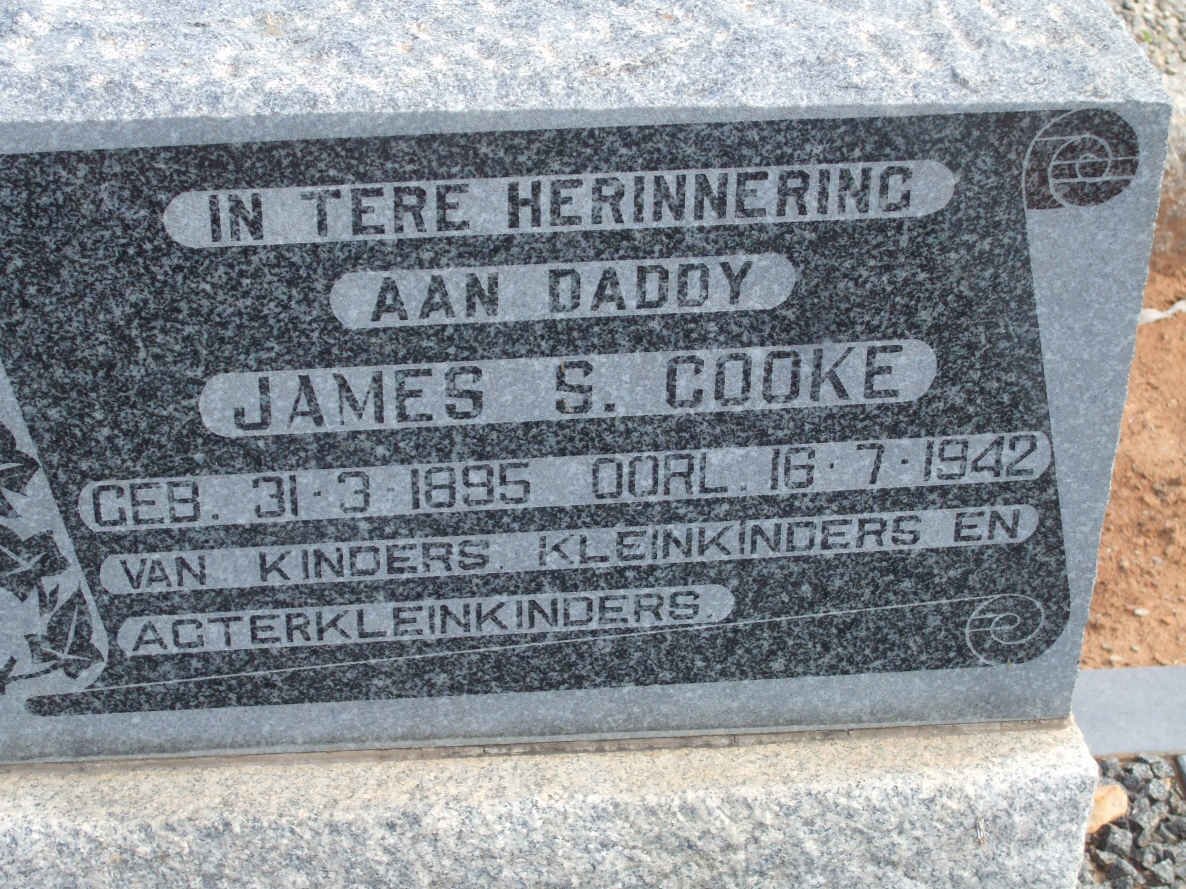 IN TERE HERINNERING
AAN DADDY
JAMES S. COOKE
GEB. 31·3·1895 OORL. 16·7·1942
VAN KINDERS. KLEINKINDERS EN
AGTERKLEINKINDERS.